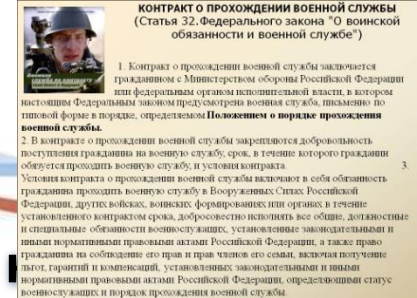 КОНТРАКТ О ПРОХОЖДЕНИИ ВОЕННОЙ СЛУЖБЫ
(Статья 32.Федерального закона "О воинской
обязанности и военной службе")
1. Контракт о прохождении военной службы заключается
гражданином с Министерством обороны Российской Федерации
или федеральным органом исполнительной власти, в котором
настоящим Федеральным законом предусмотрена военная служба, письменно по
типовой форме в порядке, определяемом Положением о порядке прохождения
военной службы.
2. В контракте о прохождении военной службы закрепляются добровольность
поступления гражданина на военную службу, срок, в течение которого гражданин
обязуется проходить военную службу, и условия контракта. 3.
Условия контракта о прохождении военной службы включают в себя обязанность
гражданина проходить военную службу в Вооруженных Силах Российской
Федерации, других войсках, воинских формированиях или органах в течение
установленного контрактом срока, добросовестно исполнять все общие, должностные
и специальные обязанности военнослужащих, установленные законодательными и
иными нормативными правовыми актами Российской Федерации, а также право
гражданина на соблюдение его прав и прав членов его семьи, включая получение
льгот, гарантий и компенсаций, установленных законодательными и иными
нормативными правовыми актами Российской Федерации, определяющими статус
военнослужащих и порядок прохождения военной службы.